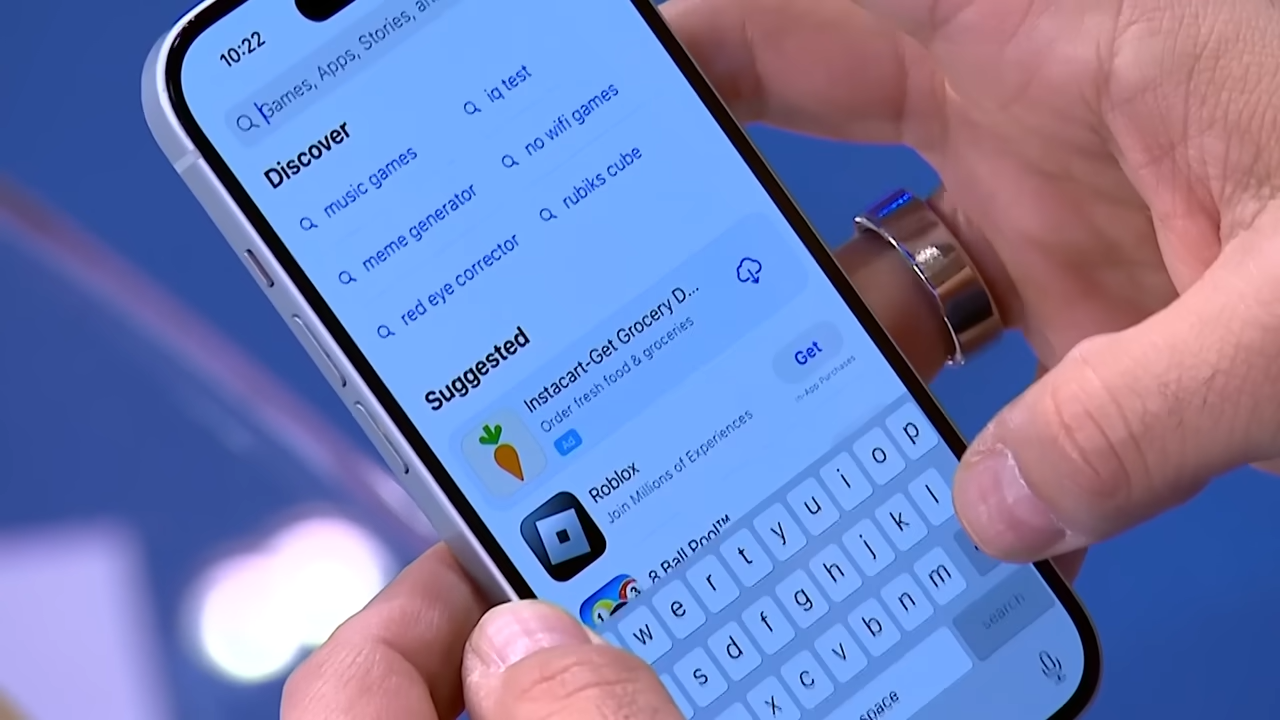 10:22
Games, Apps, Stories, an
Discover
music games
iq test
meme generator
no wifi games
red eye corrector
rubiks cube
Suggested
Instacart-Get Grocery D...
Order fresh food & groceries
Ad
Roblox
Join Millions of Experiences
Get
In-App Purchases
8 Ball Pool™
w e r t y u i o p
s d f g h j k l
x c v b n m
space
search